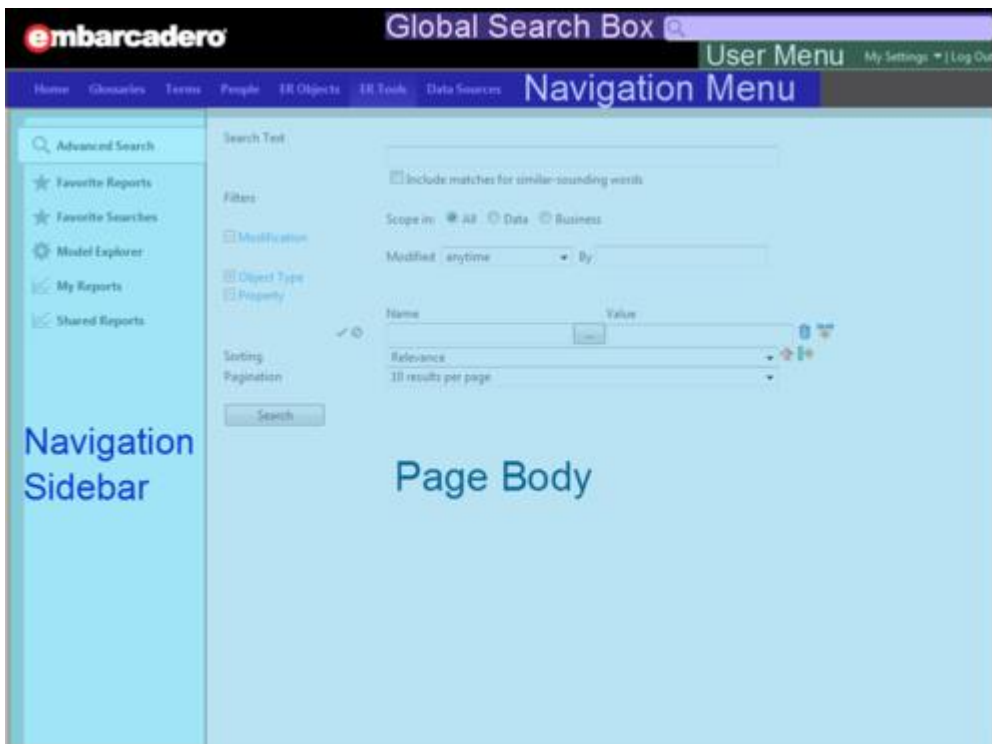 embarcadero
Global Search Box
User Menu My Settings | Log Out
Home Glossaries Terms People ER Objects ER Tools Data Sources Navigation Menu
Advanced Search
Favorite Reports
Favorite Searches
Model Explorer
My Reports
Shared Reports
Navigation
Sidebar
Search Text
Include matches for similar-sounding words
Filters
Scope in: All Data Business
Modification
Modified anytime By
Object Type
Property
Name Value
...
Sorting Relevance
Pagination 10 results per page
Search
Page Body